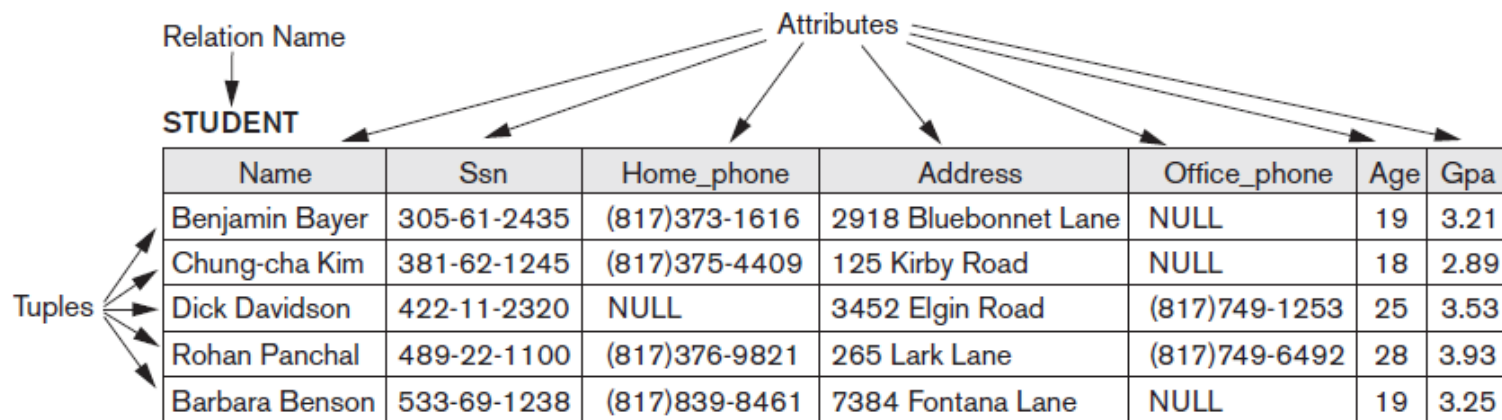 Attributes
Relation Name
STUDENT
Name Ssn Home_phone Address Office_phone Age Gpa
Benjamin Bayer 305-61-2435 (817)373-1616 2918 Bluebonnet Lane NULL 19 3.21
Chung-cha Kim 381-62-1245 (817)375-4409 125 Kirby Road NULL 18 2.89
Tuples Dick Davidson 422-11-2320 NULL 3452 Elgin Road (817)749-1253 25 3.53
Rohan Panchal 489-22-1100 (817)376-9821 265 Lark Lane (817)749-6492 28 3.93
Barbara Benson 533-69-1238 (817)839-8461 7384 Fontana Lane NULL 19 3.25